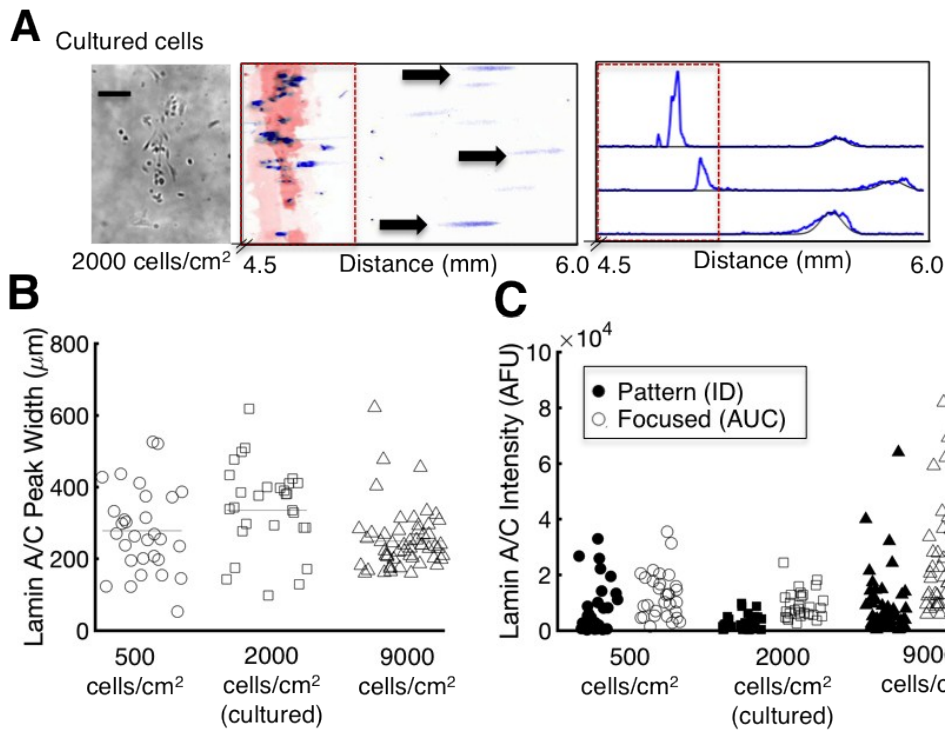 A
Cultured cells
2000 cells/cm²
4.5 Distance (mm) 6.0
4.5 Distance (mm) 6.0
B
Lamin A/C Peak Width (μm)
800
600
400
200
0
500
cells/cm²
2000
cells/cm²
(cultured)
9000
cells/cm²
C
Lamin A/C Intensity (AFU)
×10⁴
10
8
6
4
2
0
Pattern (ID)
Focused (AUC)
500
cells/cm²
2000
cells/cm²
(cultured)
900
cells/c